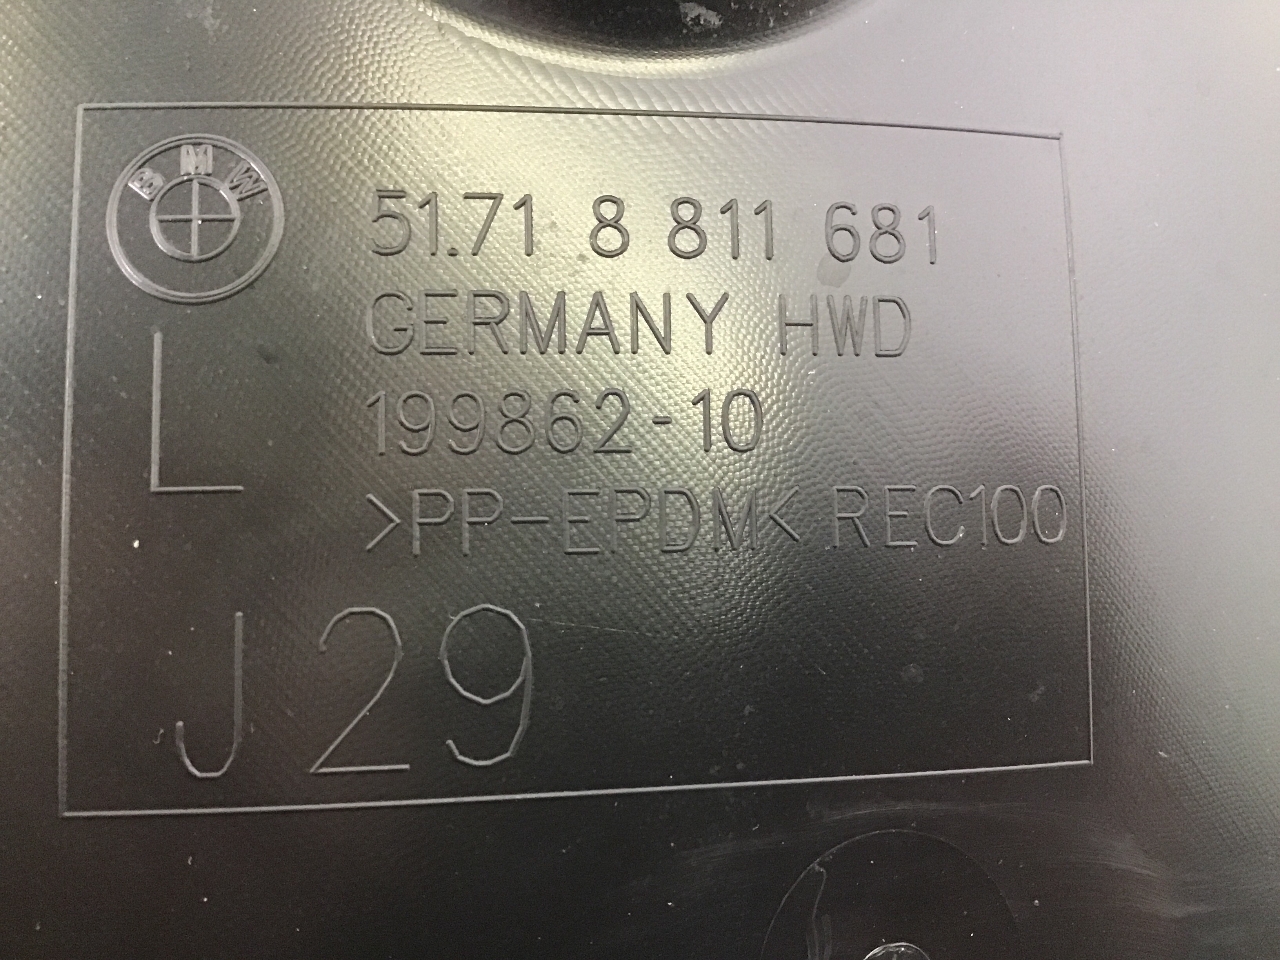 BMW
51.71 8 811 681
GERMANY HWD
L
199862-10
>PP-EPDM< REC100
J29